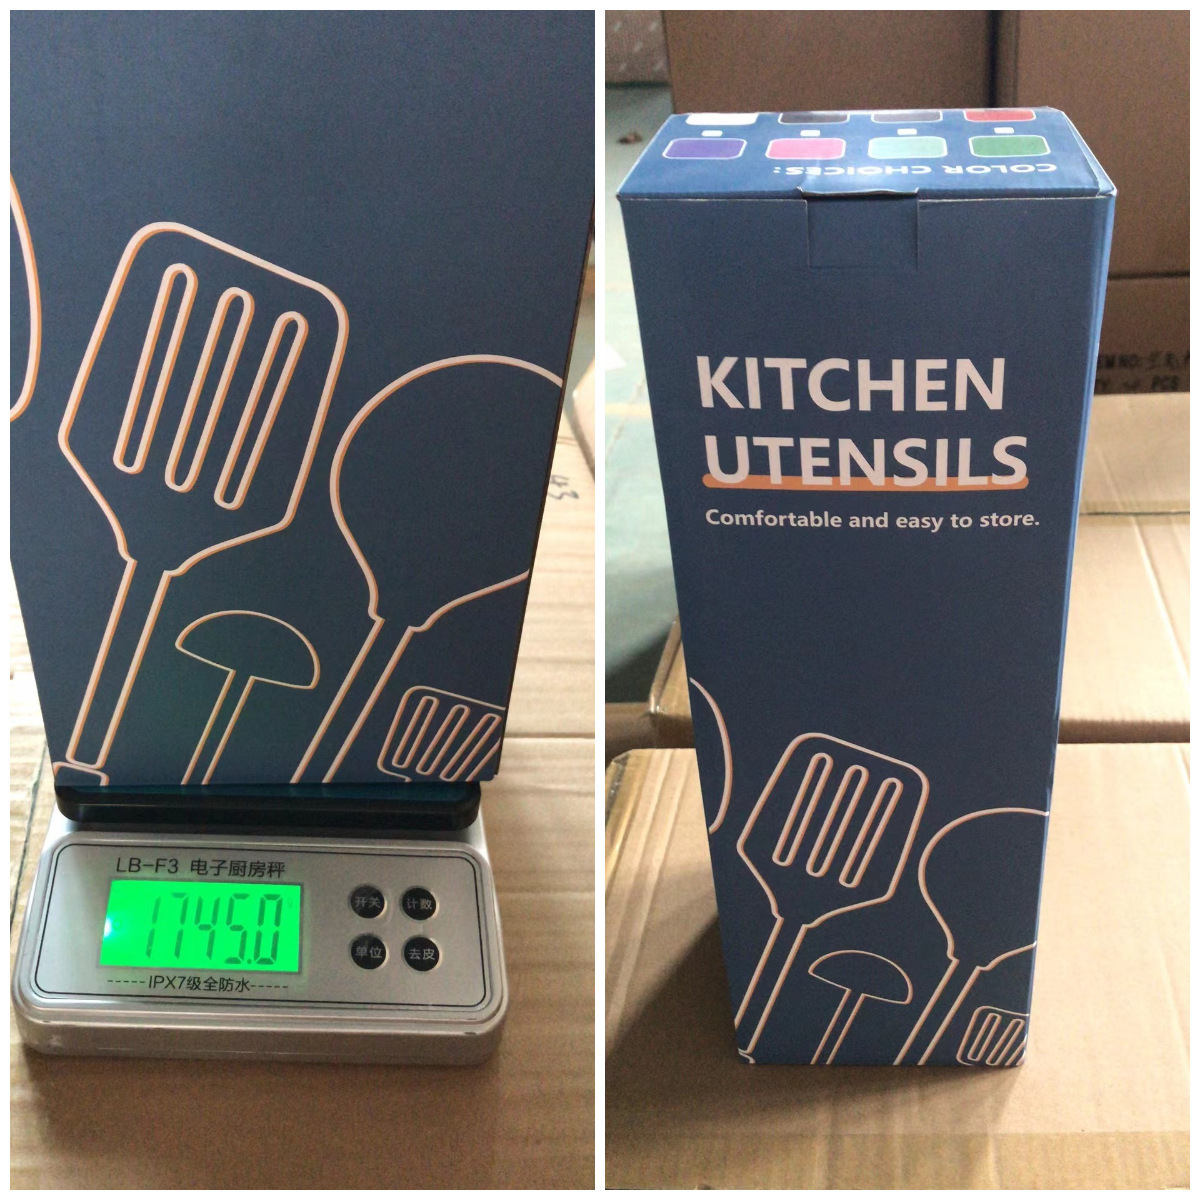 LB-F3 电子厨房秤
1745.0
开关
计数
单位
去皮
-----IPX7级全防水-----
COLOR CHOICES:
KITCHEN
UTENSILS
Comfortable and easy to store.
PCB